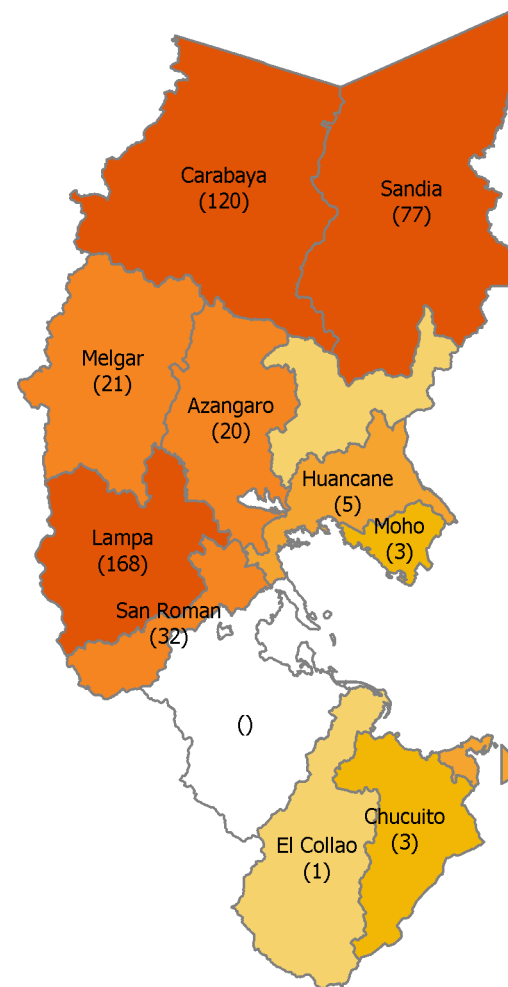 Carabaya
(120)
Sandia
(77)
Melgar
(21)
Azangaro
(20)
Huancane
(5)
Moho
(3)
Lampa
(168)
San Roman
(32)
()
Chucuito
(3)
El Collao
(1)